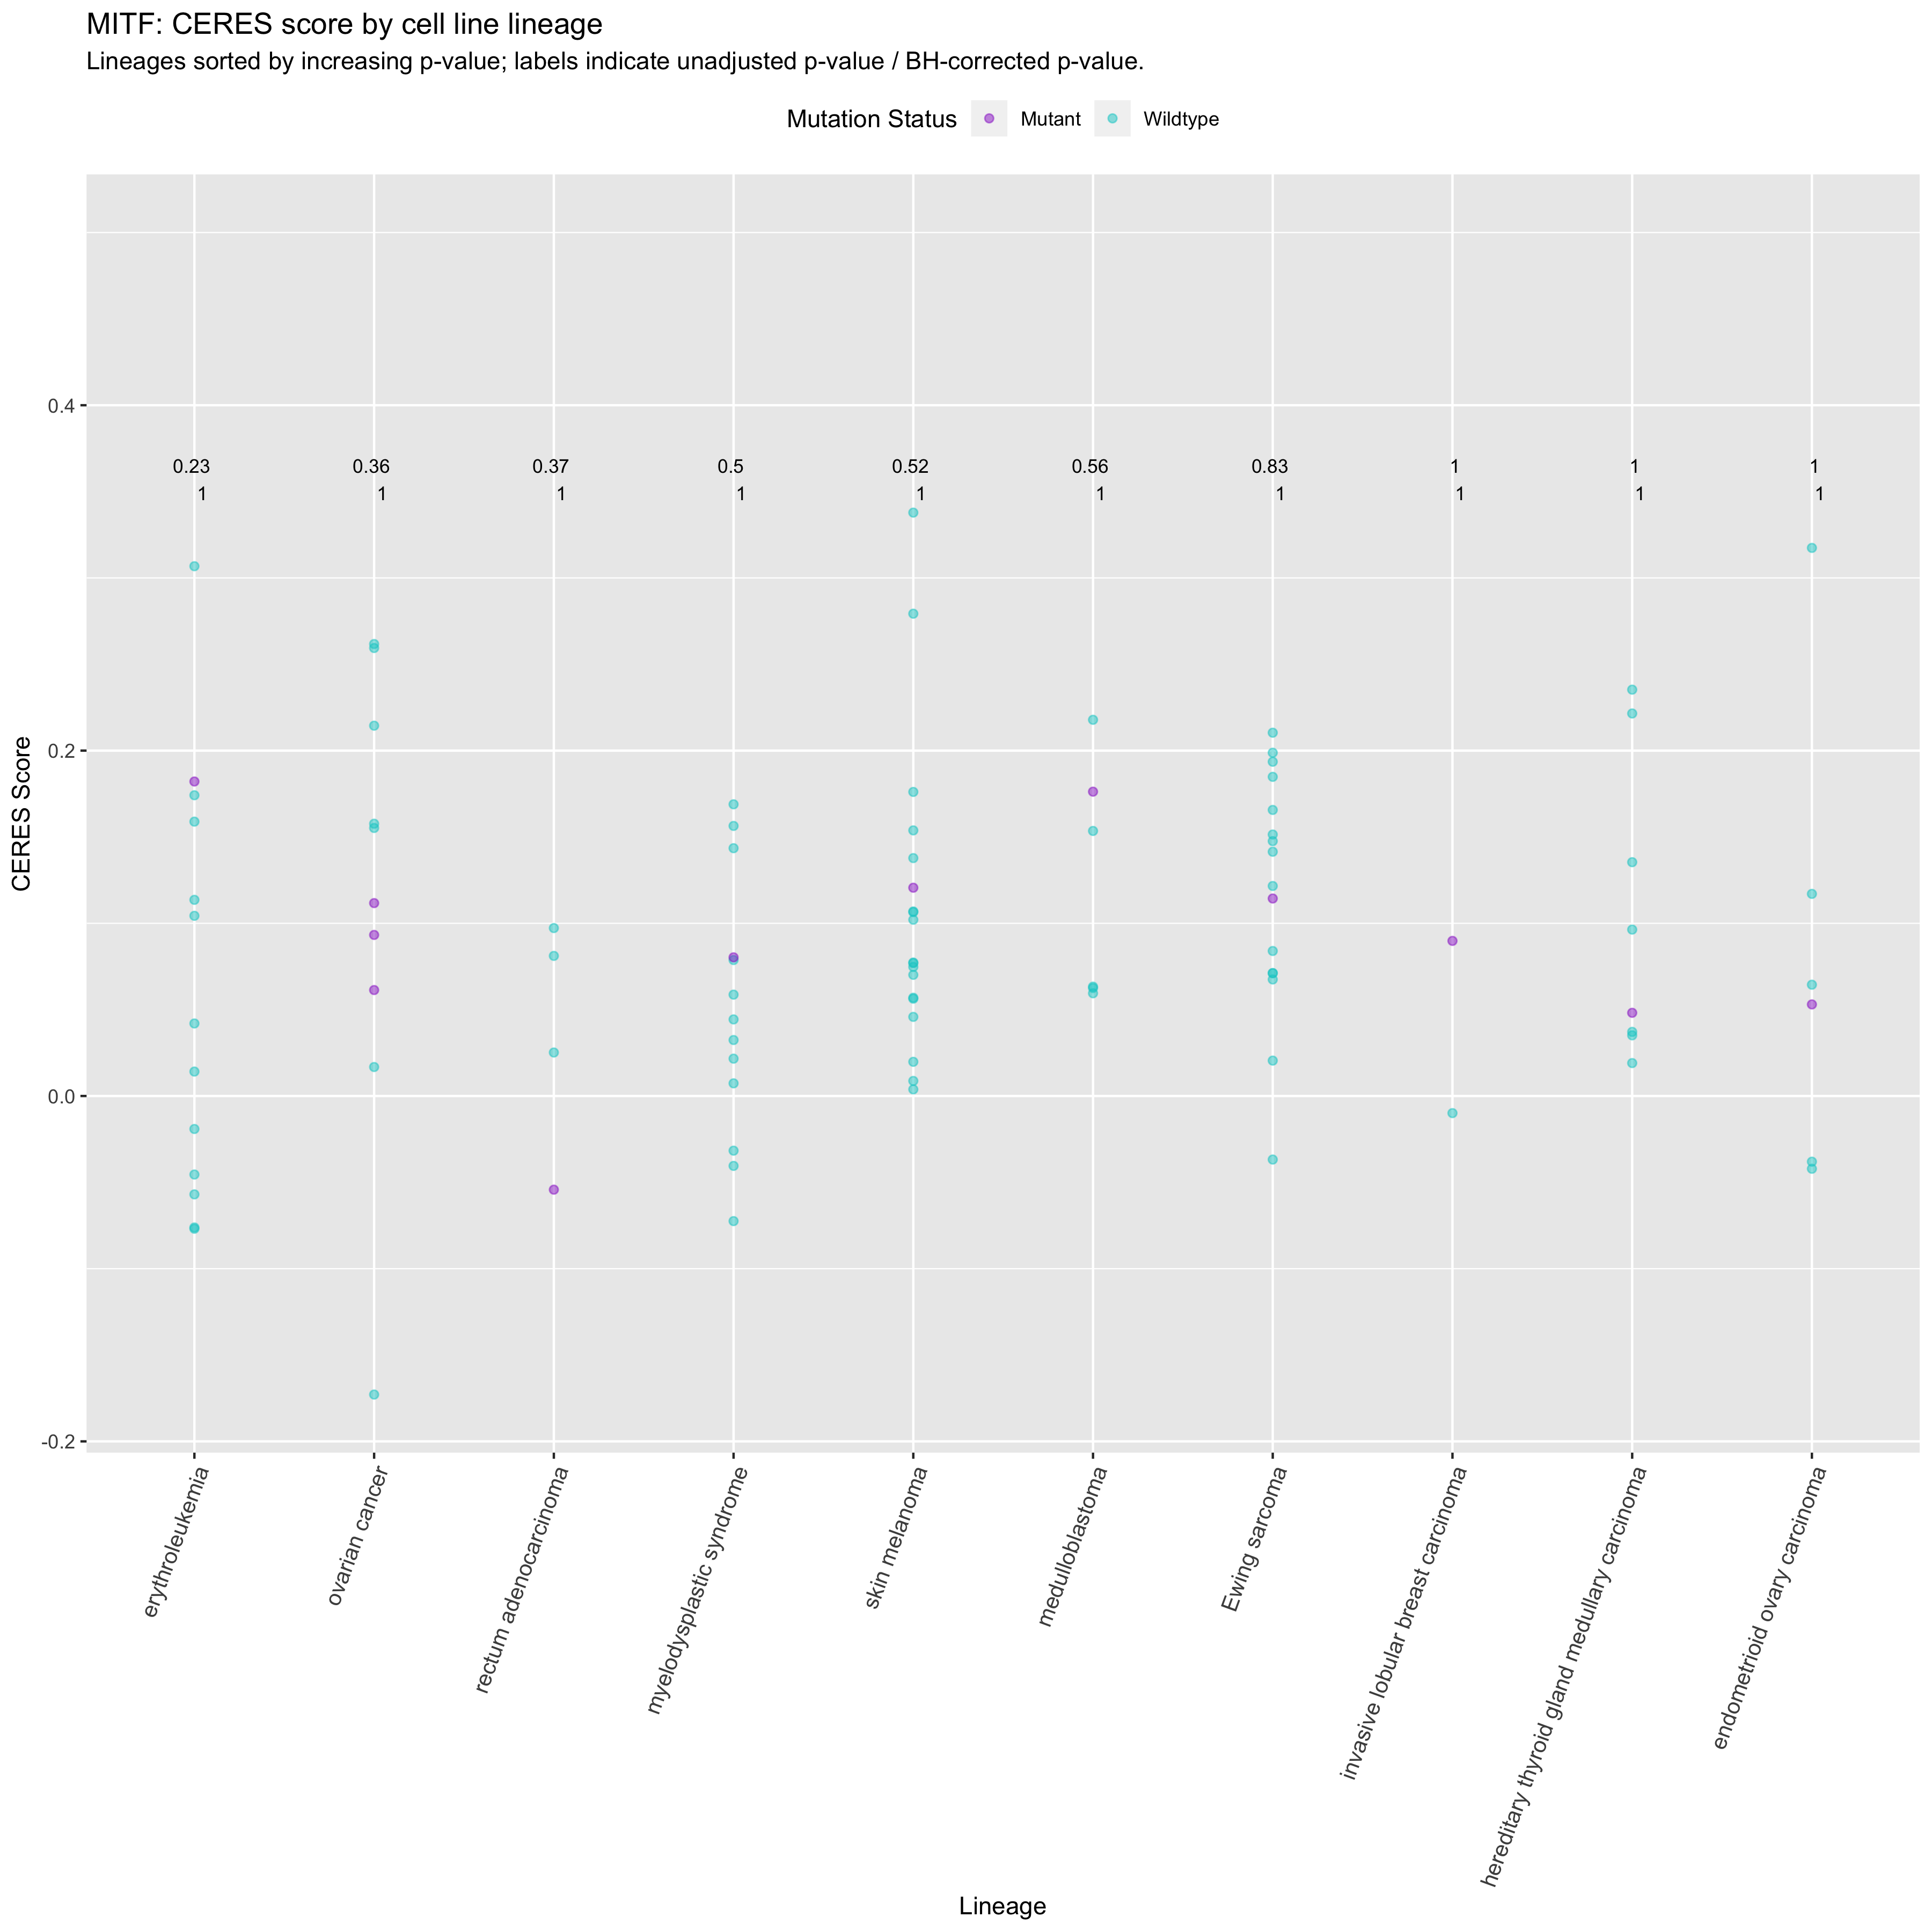 MITF: CERES score by cell line lineage
Lineages sorted by increasing p-value; labels indicate unadjusted p-value / BH-corrected p-value.
Mutation Status Mutant Wildtype
0.4
0.23 0.36 0.37 0.5 0.52 0.56 0.83 1 1 1
1 1 1 1 1 1 1 1 1 1
0.2
CERES Score
0.0
-0.2
erythroleukemia
ovarian cancer
rectum adenocarcinoma
myelodysplastic syndrome
skin melanoma
medulloblastoma
Ewing sarcoma
invasive lobular breast carcinoma
hereditary thyroid gland medullary carcinoma
endometrioid ovary carcinoma
Lineage